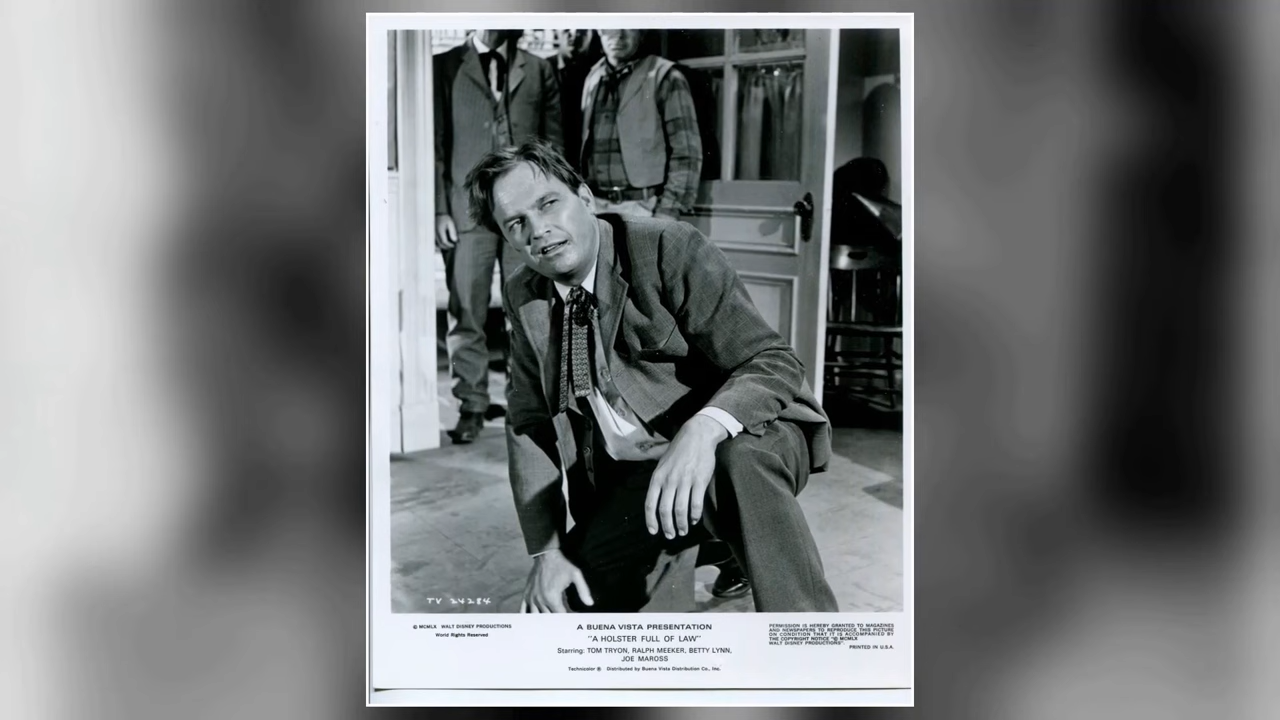 TV 24284
© MCMLX WALT DISNEY PRODUCTIONS
World Rights Reserved
A BUENA VISTA PRESENTATION
"A HOLSTER FULL OF LAW"
Starring: TOM TRYON, RALPH MEEKER, BETTY LYNN,
JOE MAROSS
Technicolor ® Distributed by Buena Vista Distribution Co., Inc.
PERMISSION IS HEREBY GRANTED TO MAGAZINES
AND NEWSPAPERS TO REPRODUCE THIS PICTURE
ON CONDITION THAT IT IS ACCOMPANIED BY
THE COPYRIGHT NOTICE "© MCMLX
WALT DISNEY PRODUCTIONS".
PRINTED IN U.S.A.